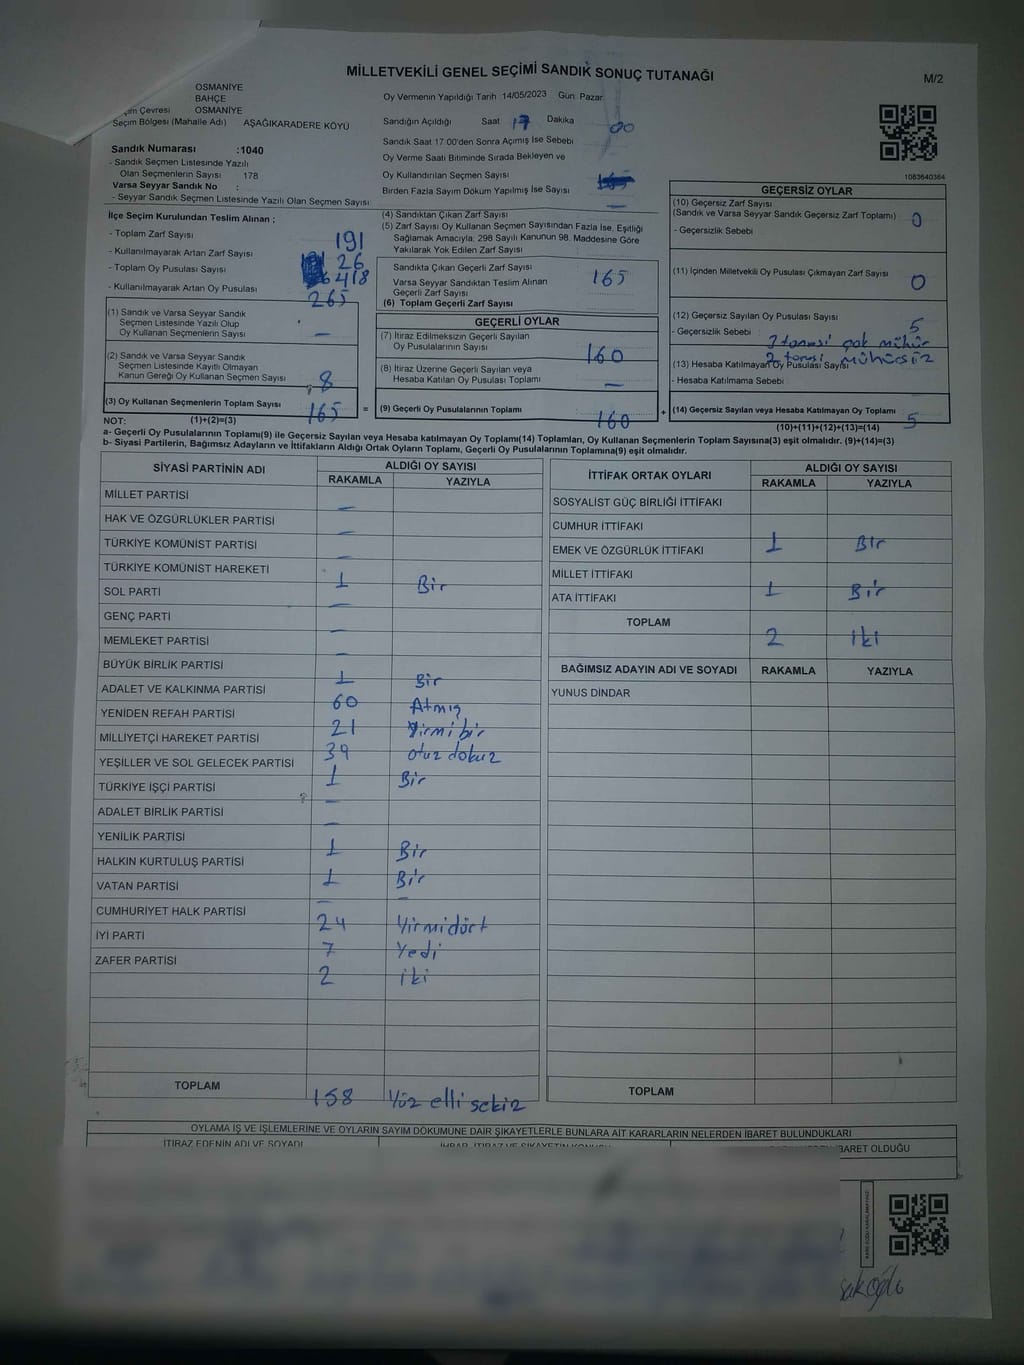 MİLLETVEKİLİ GENEL SEÇİMİ SANDIK SONUÇ TUTANAĞI
M/2
OSMANİYE
BAHÇE
çim Çevresi OSMANİYE
Seçim Bölgesi (Mahalle Adı) AŞAĞIKARADERE KÖYÜ
Sandık Numarası :1040
- Sandık Seçmen Listesinde Yazılı
Olan Seçmenlerin Sayısı 178
Varsa Seyyar Sandık No :
- Seyyar Sandık Seçmen Listesinde Yazılı Olan Seçmen Sayısı
Oy Vermenin Yapıldığı Tarih :14/05/2023 Gün: Pazar
Sandığın Açıldığı Saat 17 Dakika 00
Sandık Saat 17:00'den Sonra Açımış İse Sebebi
Oy Verme Saati Bitiminde Sırada Bekleyen ve
Oy Kullandırılan Seçmen Sayısı
Birden Fazla Sayım Döküm Yapılmış İse Sayısı —
1083640364
İlçe Seçim Kurulundan Teslim Alınan ;
- Toplam Zarf Sayısı 191
- Kullanılmayarak Artan Zarf Sayısı 26
- Toplam Oy Pusulası Sayısı 418
- Kullanılmayarak Artan Oy Pusulası 265
(1) Sandık ve Varsa Seyyar Sandık
Seçmen Listesinde Yazılı Olup
Oy Kullanan Seçmenlerin Sayısı —
(2) Sandık ve Varsa Seyyar Sandık
Seçmen Listesinde Kayıtlı Olmayan
Kanun Gereği Oy Kullanan Seçmen Sayısı 8
(3) Oy Kullanan Seçmenlerin Toplam Sayısı 165 =
(4) Sandıktan Çıkan Zarf Sayısı
(5) Zarf Sayısı Oy Kullanan Seçmen Sayısından Fazla İse, Eşitliği
Sağlamak Amacıyla; 298 Sayılı Kanunun 98. Maddesine Göre
Yakılarak Yok Edilen Zarf Sayısı :
Sandıkta Çıkan Geçerli Zarf Sayısı 165
Varsa Seyyar Sandıktan Teslim Alınan
Geçerli Zarf Sayısı
(6) Toplam Geçerli Zarf Sayısı
GEÇERLİ OYLAR
(7) İtiraz Edilmeksizin Geçerli Sayılan
Oy Pusulalarının Sayısı 160
(8) İtiraz Üzerine Geçerli Sayılan veya
Hesaba Katılan Oy Pusulası Toplamı —
(9) Geçerli Oy Pusulalarının Toplamı 160 +
GEÇERSİZ OYLAR
(10) Geçersiz Zarf Sayısı
(Sandık ve Varsa Seyyar Sandık Geçersiz Zarf Toplamı) 0
- Geçersizlik Sebebi
(11) İçinden Milletvekili Oy Pusulası Çıkmayan Zarf Sayısı 0
(12) Geçersiz Sayılan Oy Pusulası Sayısı 5
- Geçersizlik Sebebi : tanesi çok mühür
(13) Hesaba Katılmayan Oy Pusulası Sayısı 2 tanesi mühürsüz
- Hesaba Katılmama Sebebi
(14) Geçersiz Sayılan veya Hesaba Katılmayan Oy Toplamı 5
NOT: (1)+(2)=(3)
(10)+(11)+(12)+(13)=(14)
a- Geçerli Oy Pusulalarının Toplamı(9) ile Geçersiz Sayılan veya Hesaba katılmayan Oy Toplamı(14) Toplamları, Oy Kullanan Seçmenlerin Toplam Sayısına(3) eşit olmalıdır. (9)+(14)=(3)
b- Siyasi Partilerin, Bağımsız Adayların ve İttifakların Aldığı Ortak Oyların Toplamı, Geçerli Oy Pusulalarının Toplamına(9) eşit olmalıdır.
SİYASİ PARTİNİN ADI ALDIĞI OY SAYISI
RAKAMLA YAZIYLA
MİLLET PARTİSİ —
HAK VE ÖZGÜRLÜKLER PARTİSİ —
TÜRKİYE KOMÜNİST PARTİSİ —
TÜRKİYE KOMÜNİST HAREKETİ 1 Bir
SOL PARTİ —
GENÇ PARTİ —
MEMLEKET PARTİSİ —
BÜYÜK BİRLİK PARTİSİ 1 Bir
ADALET VE KALKINMA PARTİSİ 60 Atmış
YENİDEN REFAH PARTİSİ 21 Yirmi bir
MİLLİYETÇİ HAREKET PARTİSİ 39 otuz dokuz
YEŞİLLER VE SOL GELECEK PARTİSİ 1 Bir
TÜRKİYE İŞÇİ PARTİSİ —
ADALET BİRLİK PARTİSİ —
YENİLİK PARTİSİ 1 Bir
HALKIN KURTULUŞ PARTİSİ 1 Bir
VATAN PARTİSİ — —
CUMHURİYET HALK PARTİSİ 24 Yirmidört
İYİ PARTİ 7 Yedi
ZAFER PARTİSİ 2 iki
TOPLAM 158 Yüz elli sekiz
İTTİFAK ORTAK OYLARI ALDIĞI OY SAYISI
RAKAMLA YAZIYLA
SOSYALİST GÜÇ BİRLİĞİ İTTİFAKI
CUMHUR İTTİFAKI 1 Bir
EMEK VE ÖZGÜRLÜK İTTİFAKI
MİLLET İTTİFAKI 1 Bir
ATA İTTİFAKI
TOPLAM 2 iki
BAĞIMSIZ ADAYIN ADI VE SOYADI RAKAMLA YAZIYLA
YUNUS DİNDAR
TOPLAM
OYLAMA İŞ VE İŞLEMLERİNE VE OYLARIN SAYIM DÖKÜMÜNE DAİR ŞİKAYETLERLE BUNLARA AİT KARARLARIN NELERDEN İBARET BULUNDUKLARI
İTİRAZ EDENİN ADI VE SOYADI İHBAR, İTİRAZ VE ŞİKAYETİN KONUSU İBARET OLDUĞU